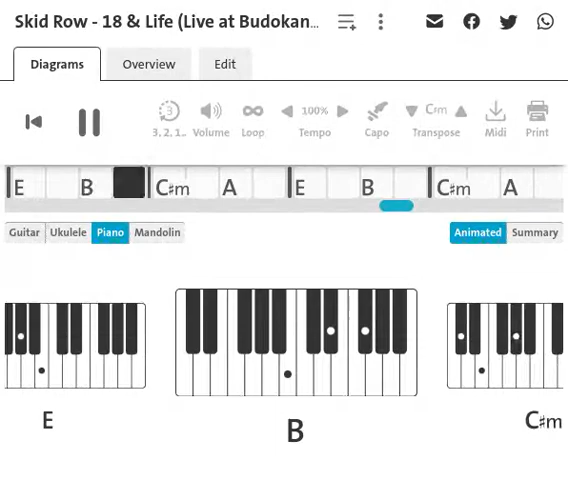 Skid Row - 18 & Life (Live at Budokan...
Diagrams Overview Edit
3, 2, 1.. Volume Loop 100% Tempo Capo C♯m Transpose Midi Print
3
E B C♯m A E B C♯m A
Guitar Ukulele Piano Mandolin Animated Summary
E B C♯m